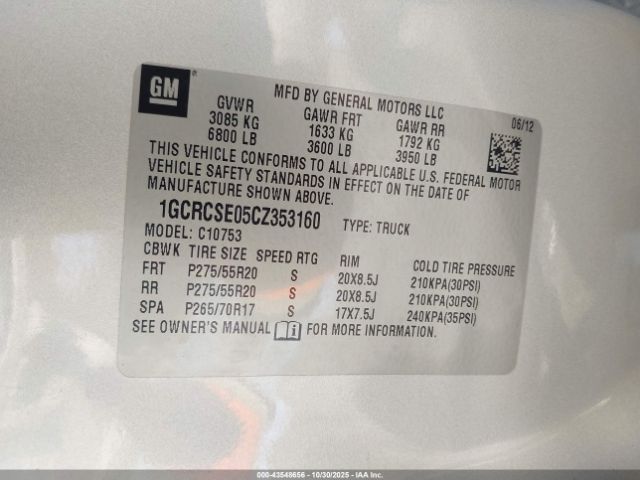 GM
MFD BY GENERAL MOTORS LLC
06/12
GVWR GAWR FRT GAWR RR
3085 KG 1633 KG 1792 KG
6800 LB 3600 LB 3950 LB
THIS VEHICLE CONFORMS TO ALL APPLICABLE U.S. FEDERAL MOTOR
VEHICLE SAFETY STANDARDS IN EFFECT ON THE DATE OF
MANUFACTURE SHOWN ABOVE.
1GCRCSE05CZ353160 TYPE: TRUCK
MODEL: C10753
CBWK TIRE SIZE SPEED RTG RIM COLD TIRE PRESSURE
FRT P275/55R20 S 20X8.5J 210KPA(30PSI)
RR P275/55R20 S 20X8.5J 210KPA(30PSI)
SPA P265/70R17 S 17X7.5J 240KPA(35PSI)
SEE OWNER'S MANUAL FOR MORE INFORMATION.
000-43548656 - 10/30/2025 - COPART